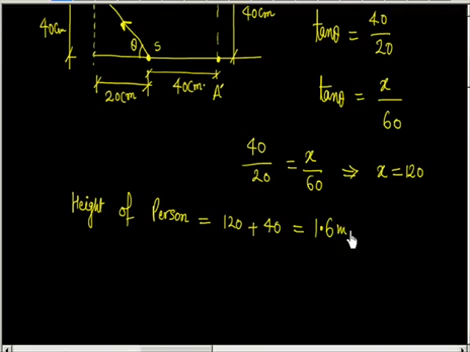 40cm
40cm
θ
S
A'
20cm
40cm.
tanθ = 40/20
tanθ = x/60
40/20 = x/60 ⇒ x = 120
Height of Person = 120 + 40 = 1.6m